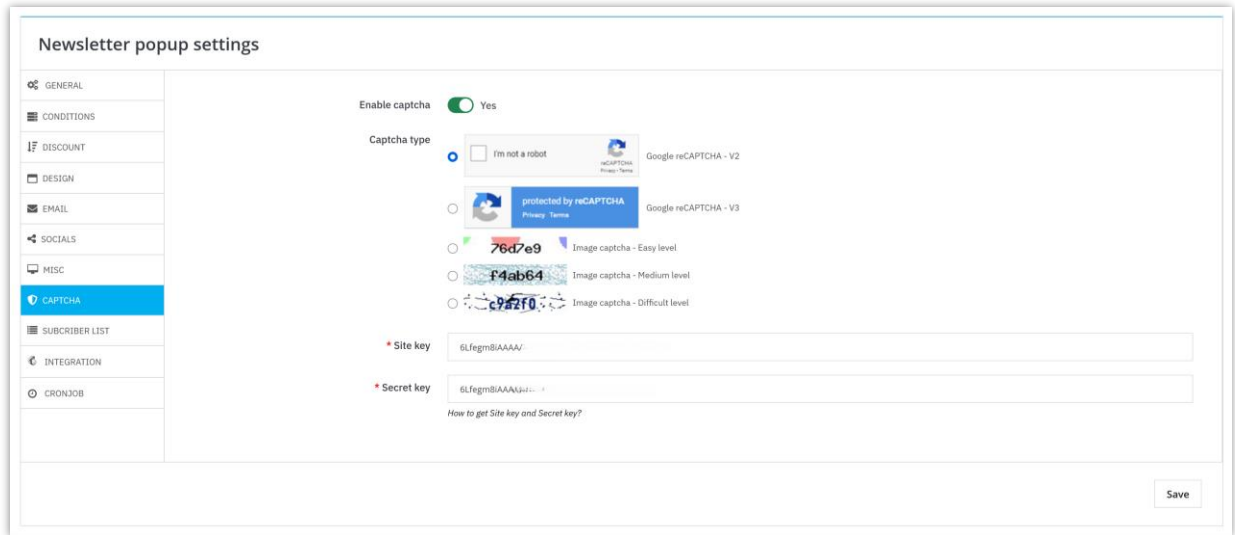 Newsletter popup settings
GENERAL
CONDITIONS
DISCOUNT
DESIGN
EMAIL
SOCIALS
MISC
CAPTCHA
SUBCRIBER LIST
INTEGRATION
CRONJOB
Enable captcha Yes
Captcha type
I'm not a robot
reCAPTCHA
Privacy - Terms
Google reCAPTCHA - V2
protected by reCAPTCHA
Privacy Terms
Google reCAPTCHA - V3
76d7e9 Image captcha - Easy level
f4ab64 Image captcha - Medium level
c9a2f0 Image captcha - Difficult level
* Site key
* Secret key
How to get Site key and Secret key?
Save